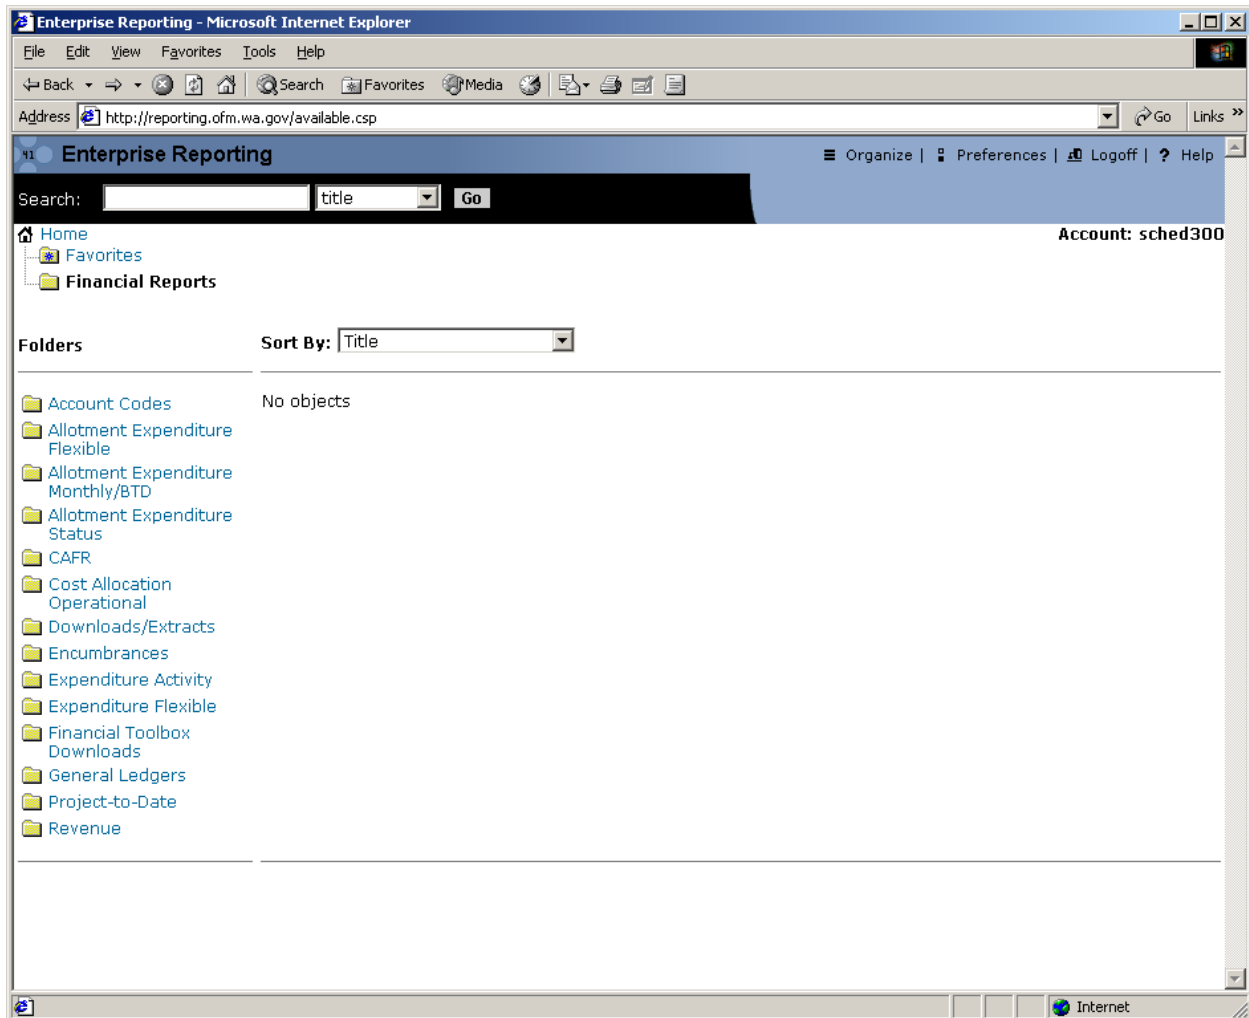 Enterprise Reporting - Microsoft Internet Explorer
File Edit View Favorites Tools Help
Back Search Favorites Media
Address http://reporting.ofm.wa.gov/available.csp Go Links »
Enterprise Reporting Organize | Preferences | Logoff | ? Help
Search: title Go
Home Account: sched300
Favorites
Financial Reports
Folders Sort By: Title
Account Codes No objects
Allotment Expenditure
Flexible
Allotment Expenditure
Monthly/BTD
Allotment Expenditure
Status
CAFR
Cost Allocation
Operational
Downloads/Extracts
Encumbrances
Expenditure Activity
Expenditure Flexible
Financial Toolbox
Downloads
General Ledgers
Project-to-Date
Revenue
Internet